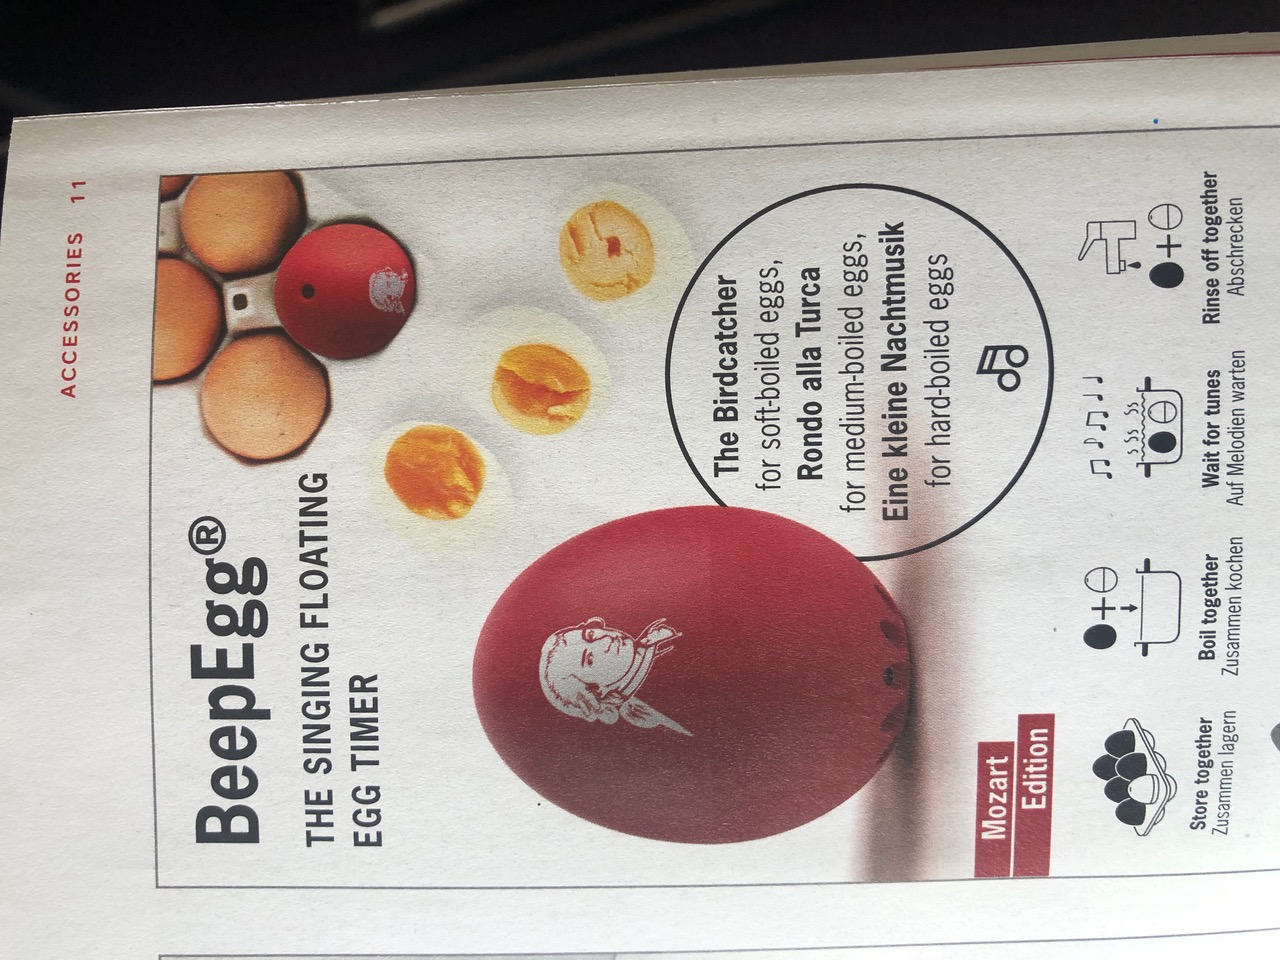 ACCESSORIES 11
BeepEgg®
THE SINGING FLOATING
EGG TIMER
The Birdcatcher
for soft-boiled eggs,
Rondo alla Turca
for medium-boiled eggs,
Eine kleine Nachtmusik
for hard-boiled eggs
Mozart
Edition
Store together
Zusammen lagern
Boil together
Zusammen kochen
Wait for tunes
Auf Melodien warten
Rinse off together
Abschrecken